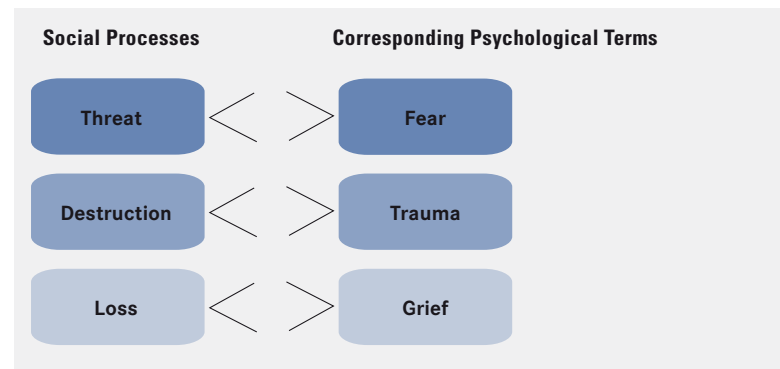 Social Processes Corresponding Psychological Terms
Threat Fear
Destruction Trauma
Loss Grief